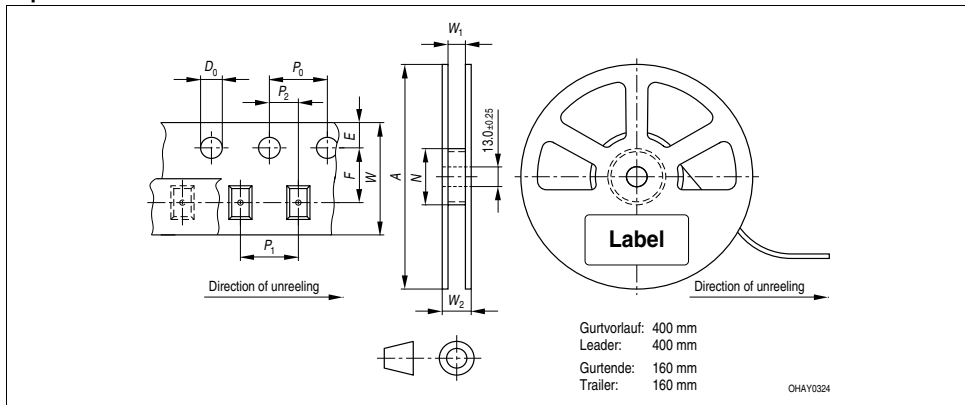 W1
D0
P0
P2
E
F
W
A
N
13.0±0.25
P1
W2
Label
Direction of unreeling
Direction of unreeling
Gurtvorlauf: 400 mm
Leader: 400 mm
Gurtende: 160 mm
Trailer: 160 mm
OHAY0324